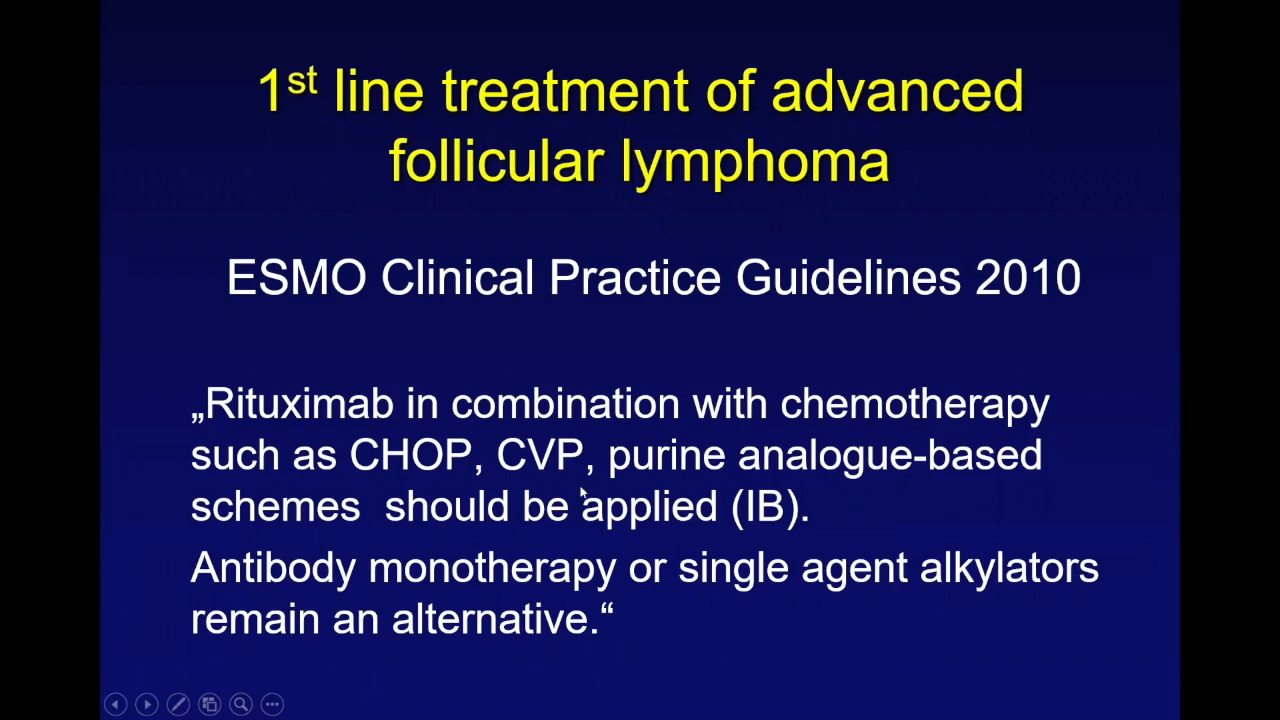 1st line treatment of advanced
follicular lymphoma
ESMO Clinical Practice Guidelines 2010
„Rituximab in combination with chemotherapy
such as CHOP, CVP, purine analogue-based
schemes  should be applied (IB).
Antibody monotherapy or single agent alkylators
remain an alternative.“